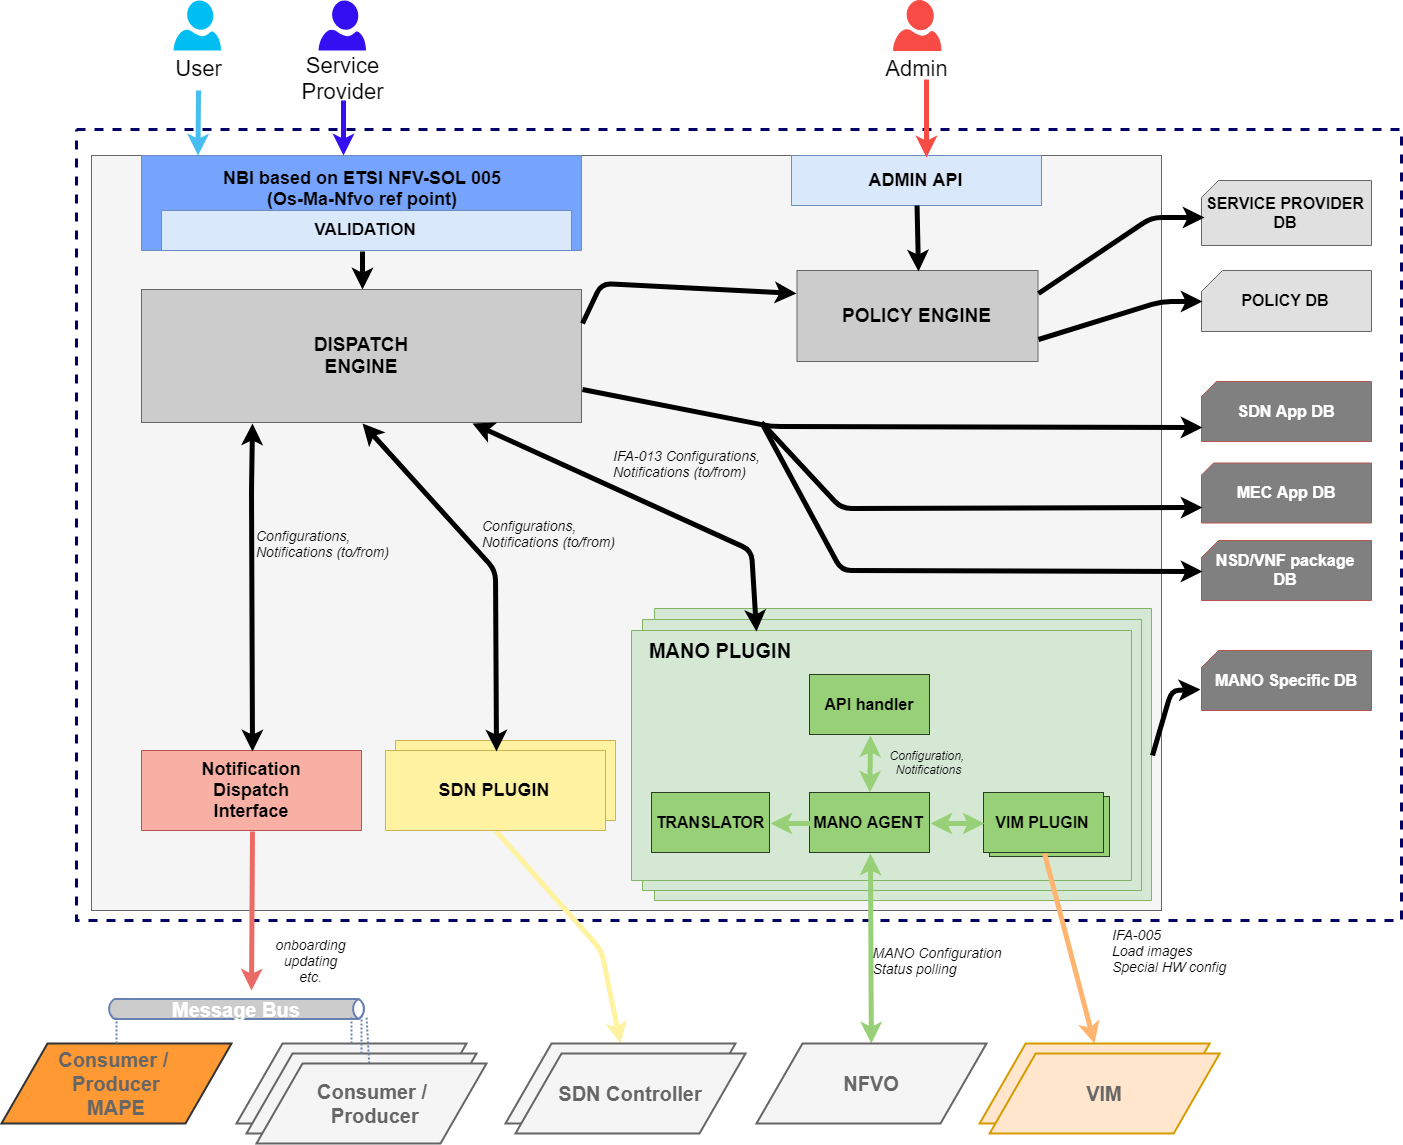 User
Service
Provider
Admin
NBI based on ETSI NFV-SOL 005
(Os-Ma-Nfvo ref point)
VALIDATION
ADMIN API
SERVICE PROVIDER
DB
POLICY DB
POLICY ENGINE
DISPATCH
ENGINE
SDN App DB
IFA-013 Configurations,
Notifications (to/from)
MEC App DB
Configurations,
Notifications (to/from)
Configurations,
Notifications (to/from)
NSD/VNF package
DB
MANO PLUGIN
MANO Specific DB
API handler
Configuration,
Notifications
Notification
Dispatch
Interface
SDN PLUGIN
TRANSLATOR
MANO AGENT
VIM PLUGIN
onboarding
updating
etc.
MANO Configuration
Status polling
IFA-005
Load images
Special HW config
Message Bus
Consumer /
Producer
MAPE
Consumer /
Producer
SDN Controller
NFVO
VIM